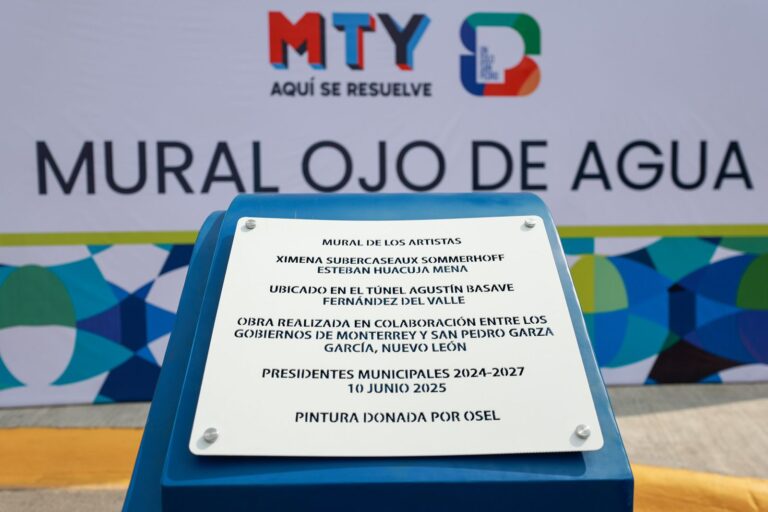 MTY
AQUÍ SE RESUELVE
MURAL OJO DE AGUA
MURAL DE LOS ARTISTAS
XIMENA SUBERCASEAUX SOMMERHOFF
ESTEBAN HUACUJA MENA
UBICADO EN EL TÚNEL AGUSTÍN BASAVE
FERNÁNDEZ DEL VALLE
OBRA REALIZADA EN COLABORACIÓN ENTRE LOS
GOBIERNOS DE MONTERREY Y SAN PEDRO GARZA
GARCÍA, NUEVO LEÓN
PRESIDENTES MUNICIPALES 2024-2027
10 JUNIO 2025
PINTURA DONADA POR OSEL